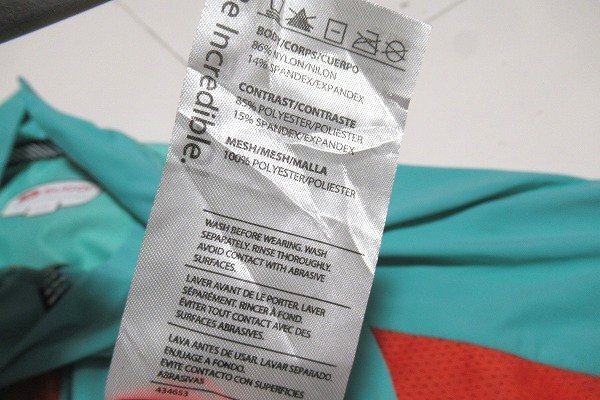 BODY/CORPS/CUERPO
86% NYLON/NILON
14% SPANDEX/EXPANDEX
CONTRAST/CONTRASTE
85% POLYESTER/POLIESTER
15% SPANDEX/EXPANDEX
MESH/MESH/MALLA
100% POLYESTER/POLIESTER
WASH BEFORE WEARING. WASH
SEPARATELY. RINSE THOROUGHLY.
AVOID CONTACT WITH ABRASIVE
SURFACES.
LAVER AVANT DE LE PORTER. LAVER
SÉPARÉMENT. RINCER À FOND.
ÉVITER TOUT CONTACT AVEC DES
SURFACES ABRASIVES.
LAVA ANTES DE USAR. LAVAR SEPARADO.
ENJUAGE A FONDO.
EVITE CONTACTO CON SUPERFICIES
ABRASIVAS
434653
Incredible.